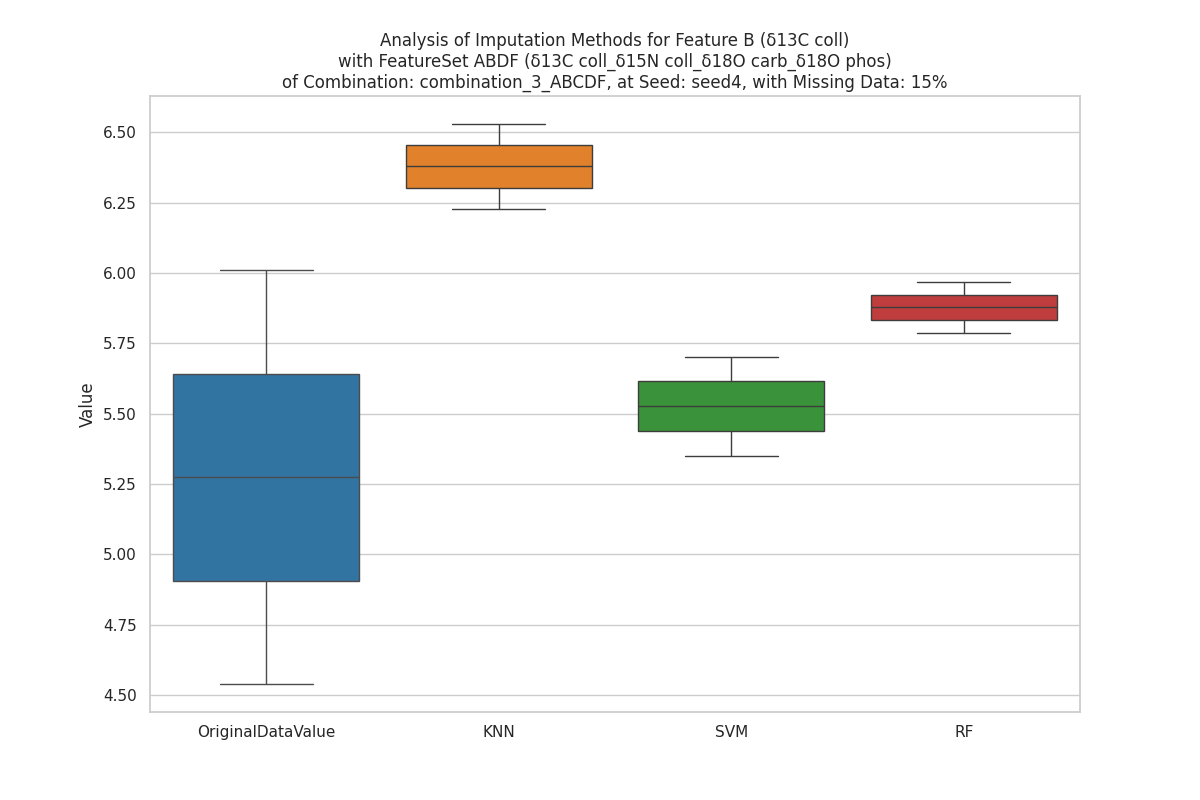 Analysis of Imputation Methods for Feature B (δ13C coll)
with FeatureSet ABDF (δ13C coll_δ15N coll_δ18O carb_δ18O phos)
of Combination: combination_3_ABCDF, at Seed: seed4, with Missing Data: 15%
Value
6.50
6.25
6.00
5.75
5.50
5.25
5.00
4.75
4.50
OriginalDataValue KNN SVM RF